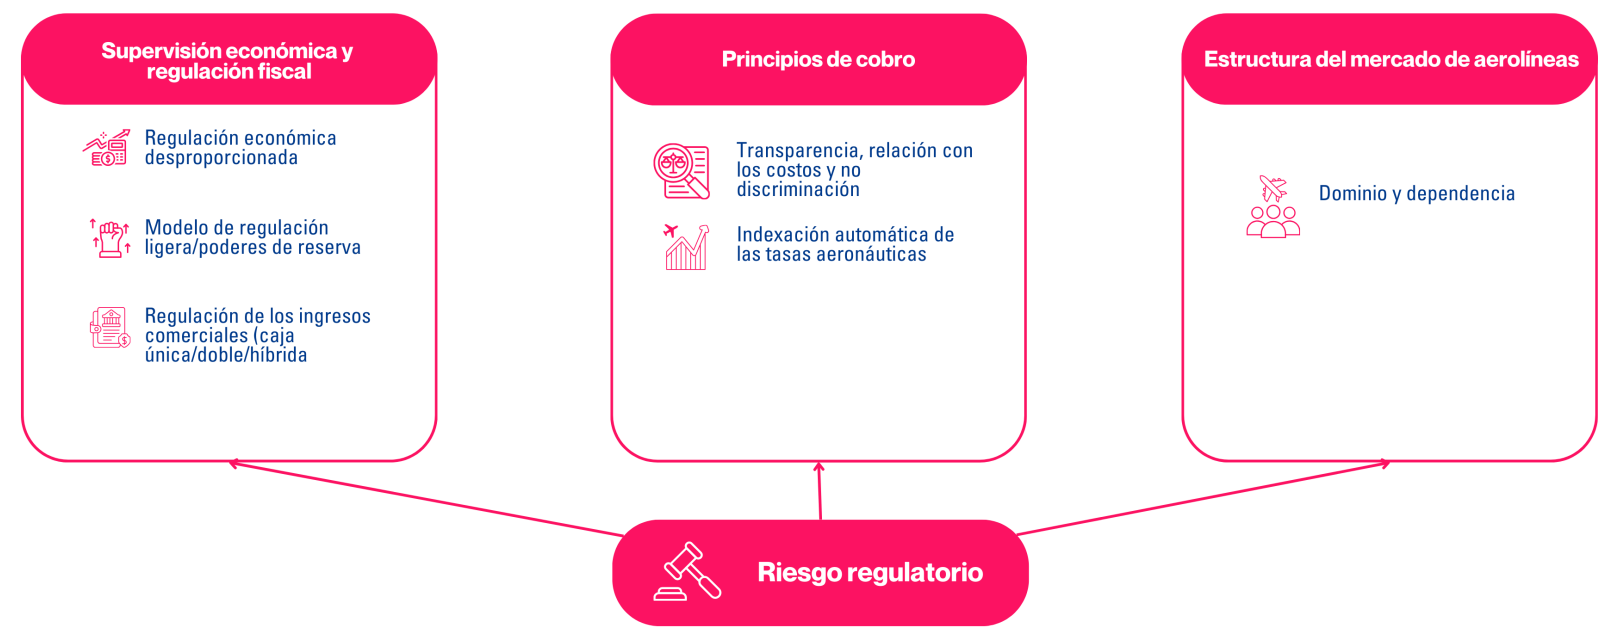 Supervisión económica y
regulación fiscal
Regulación económica
desproporcionada
Modelo de regulación
ligera/poderes de reserva
Regulación de los ingresos
comerciales (caja
única/doble/híbrida
Principios de cobro
Transparencia, relación con
los costos y no
discriminación
Indexación automática de
las tasas aeronáuticas
Estructura del mercado de aerolíneas
Dominio y dependencia
Riesgo regulatorio